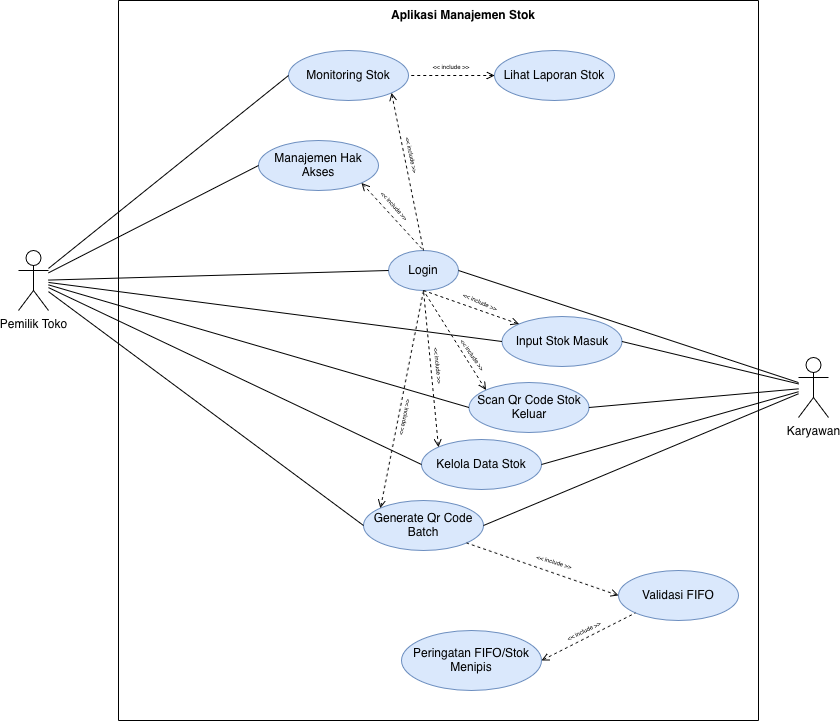 Aplikasi Manajemen Stok
Monitoring Stok
<< include >>
Lihat Laporan Stok
<< include >>
Manajemen Hak
Akses
<< include >>
Pemilik Toko
Login
<< include >>
Input Stok Masuk
<< include >>
<< include >>
Scan Qr Code Stok
Keluar
<< include >>
Karyawan
Kelola Data Stok
Generate Qr Code
Batch
<< include >>
Validasi FIFO
<< include >>
Peringatan FIFO/Stok
Menipis